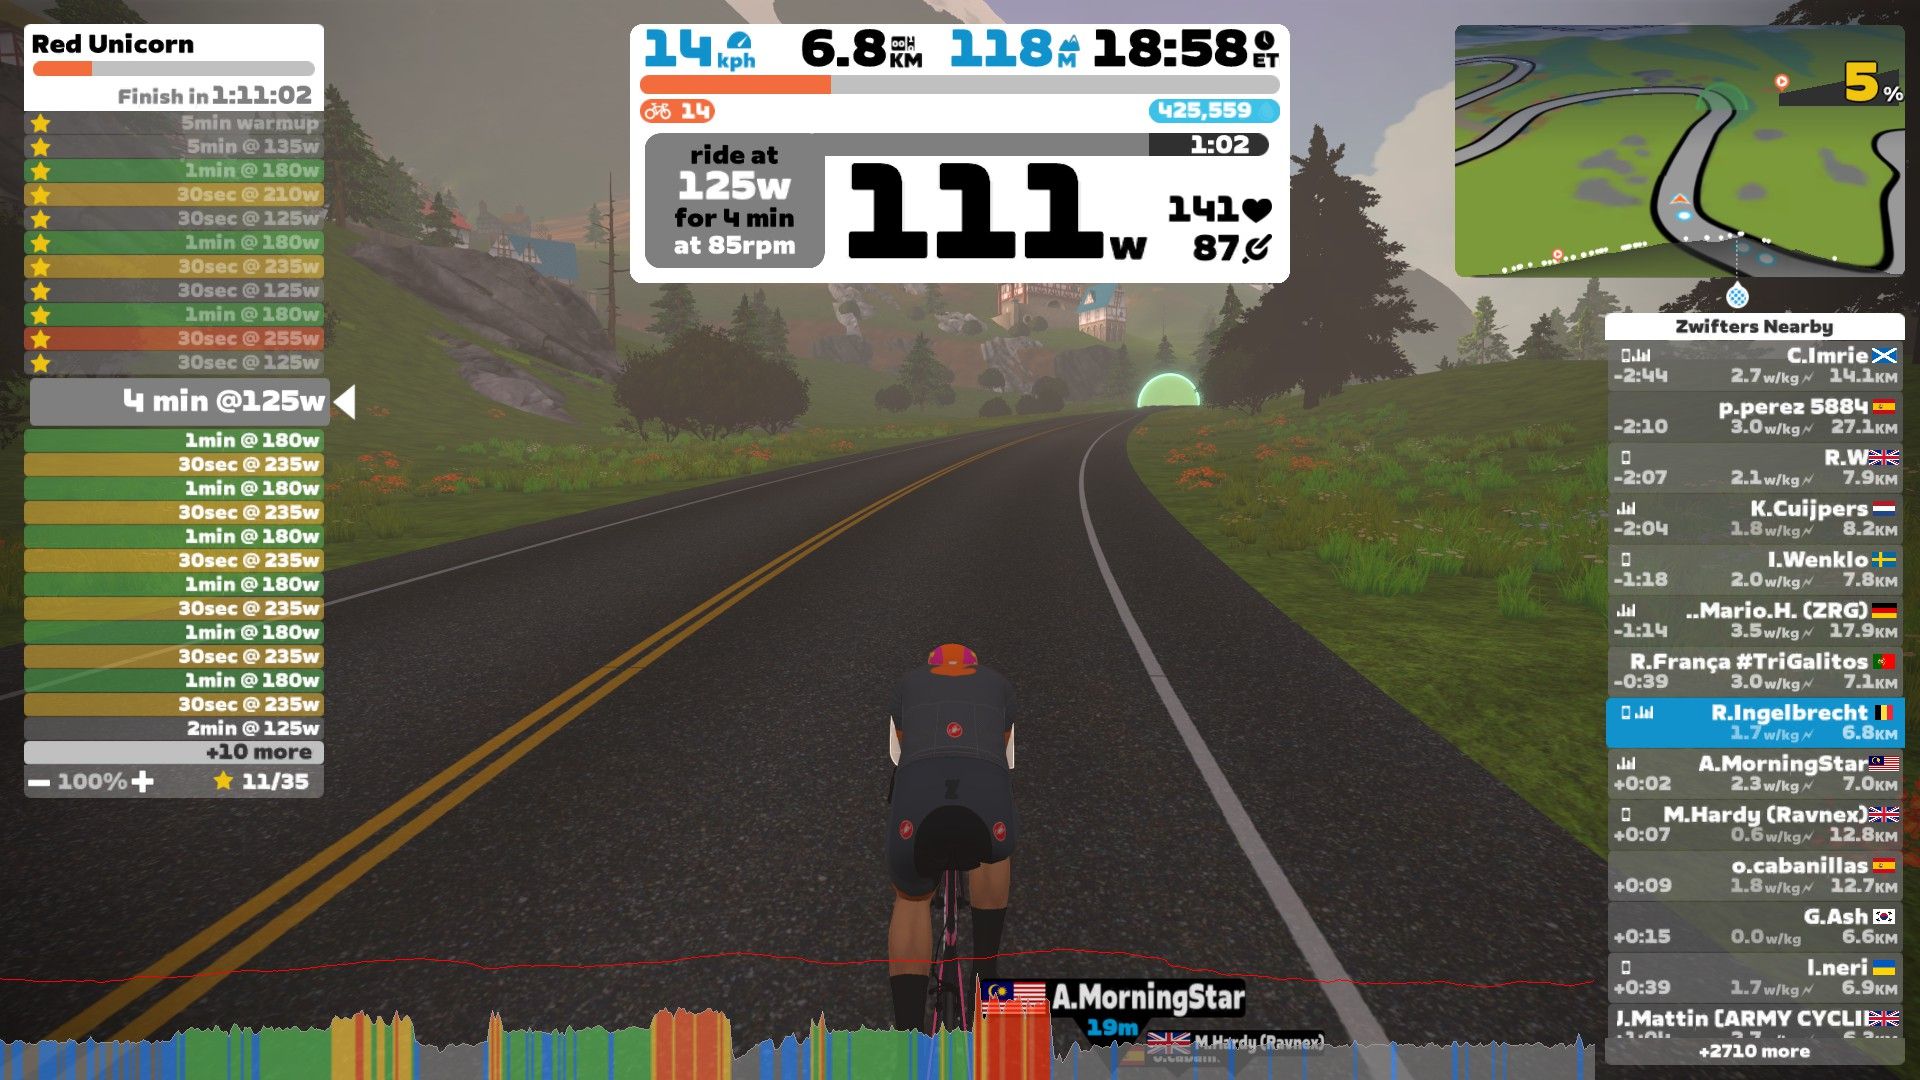 Red Unicorn
Finish in 1:11:02
5min warmup
5min @ 135w
1min @ 180w
30sec @ 210w
30sec @ 125w
1min @ 180w
30sec @ 235w
30sec @ 125w
1min @ 180w
30sec @ 255w
30sec @ 125w
4 min @125w
1min @ 180w
30sec @ 235w
1min @ 180w
30sec @ 235w
1min @ 180w
30sec @ 235w
1min @ 180w
30sec @ 235w
1min @ 180w
30sec @ 235w
1min @ 180w
30sec @ 235w
2min @ 125w
+10 more
100%
11/35
14kph 6.8KM 118M 18:58ET
14
425,559
1:02
ride at
125w
for 4 min
at 85rpm
111w
141
87
5%
Zwifters Nearby
C.Imrie
-2:44 2.7w/kg 14.1KM
p.perez 5884
-2:10 3.0w/kg 27.1KM
R.W
-2:07 2.1w/kg 7.9KM
K.Cuijpers
-2:04 1.8w/kg 8.2KM
I.Wenklo
-1:18 2.0w/kg 7.8KM
..Mario.H. (ZRG)
-1:14 3.5w/kg 17.9KM
R.França #TriGalitos
-0:39 3.0w/kg 7.1KM
R.Ingelbrecht
1.7w/kg 6.8KM
A.MorningStar
+0:02 2.3w/kg 7.0KM
M.Hardy (Ravnex)
+0:07 0.6w/kg 12.8KM
o.cabanillas
+0:09 1.8w/kg 12.7KM
G.Ash
+0:15 0.0w/kg 6.6KM
I.neri
+0:39 1.7w/kg 6.9KM
J.Mattin [ARMY CYCLI
+2710 more
A.MorningStar
19m
M.Hardy (Ravnex)